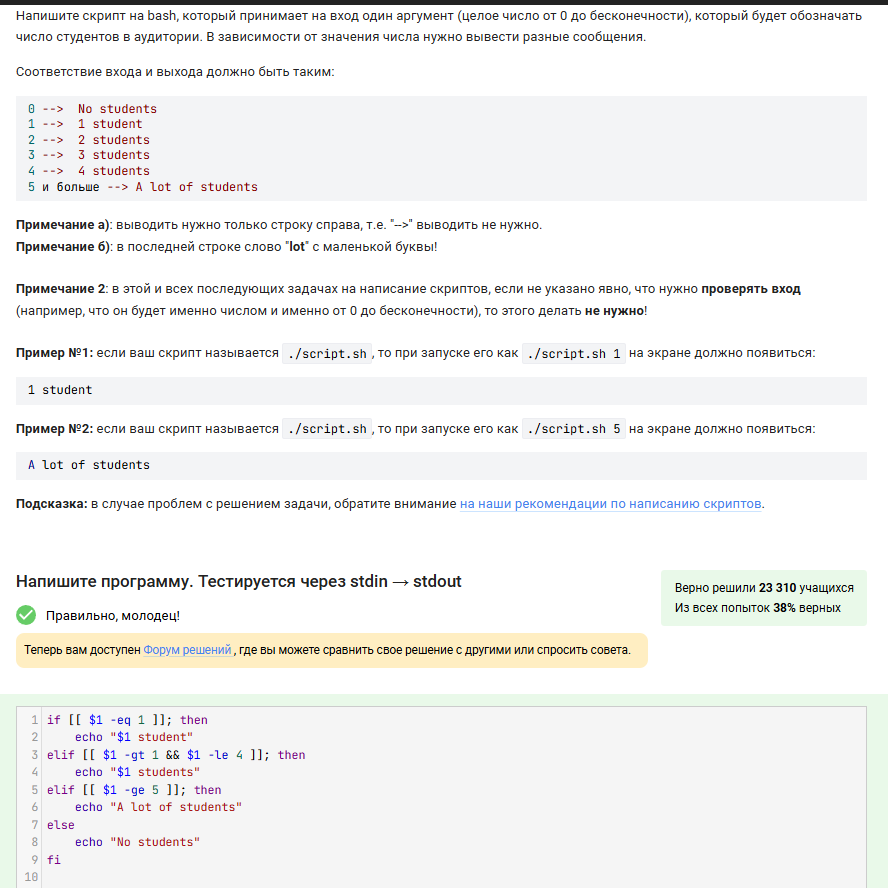 Напишите скрипт на bash, который принимает на вход один аргумент (целое число от 0 до бесконечности), который будет обозначать
число студентов в аудитории. В зависимости от значения числа нужно вывести разные сообщения.
Соответствие входа и выхода должно быть таким:
0 --> No students
1 --> 1 student
2 --> 2 students
3 --> 3 students
4 --> 4 students
5 и больше --> A lot of students
Примечание а): выводить нужно только строку справа, т.е. "-->" выводить не нужно.
Примечание б): в последней строке слово "lot" с маленькой буквы!
Примечание 2: в этой и всех последующих задачах на написание скриптов, если не указано явно, что нужно проверять вход
(например, что он будет именно числом и именно от 0 до бесконечности), то этого делать не нужно!
Пример №1: если ваш скрипт называется ./script.sh , то при запуске его как ./script.sh 1 на экране должно появиться:
1 student
Пример №2: если ваш скрипт называется ./script.sh , то при запуске его как ./script.sh 5 на экране должно появиться:
A lot of students
Подсказка: в случае проблем с решением задачи, обратите внимание на наши рекомендации по написанию скриптов.
Напишите программу. Тестируется через stdin → stdout
Верно решили 23 310 учащихся
Из всех попыток 38% верных
Правильно, молодец!
Теперь вам доступен Форум решений , где вы можете сравнить свое решение с другими или спросить совета.
1 if [[ $1 -eq 1 ]]; then
2     echo "$1 student"
3 elif [[ $1 -gt 1 && $1 -le 4 ]]; then
4     echo "$1 students"
5 elif [[ $1 -ge 5 ]]; then
6     echo "A lot of students"
7 else
8     echo "No students"
9 fi
10